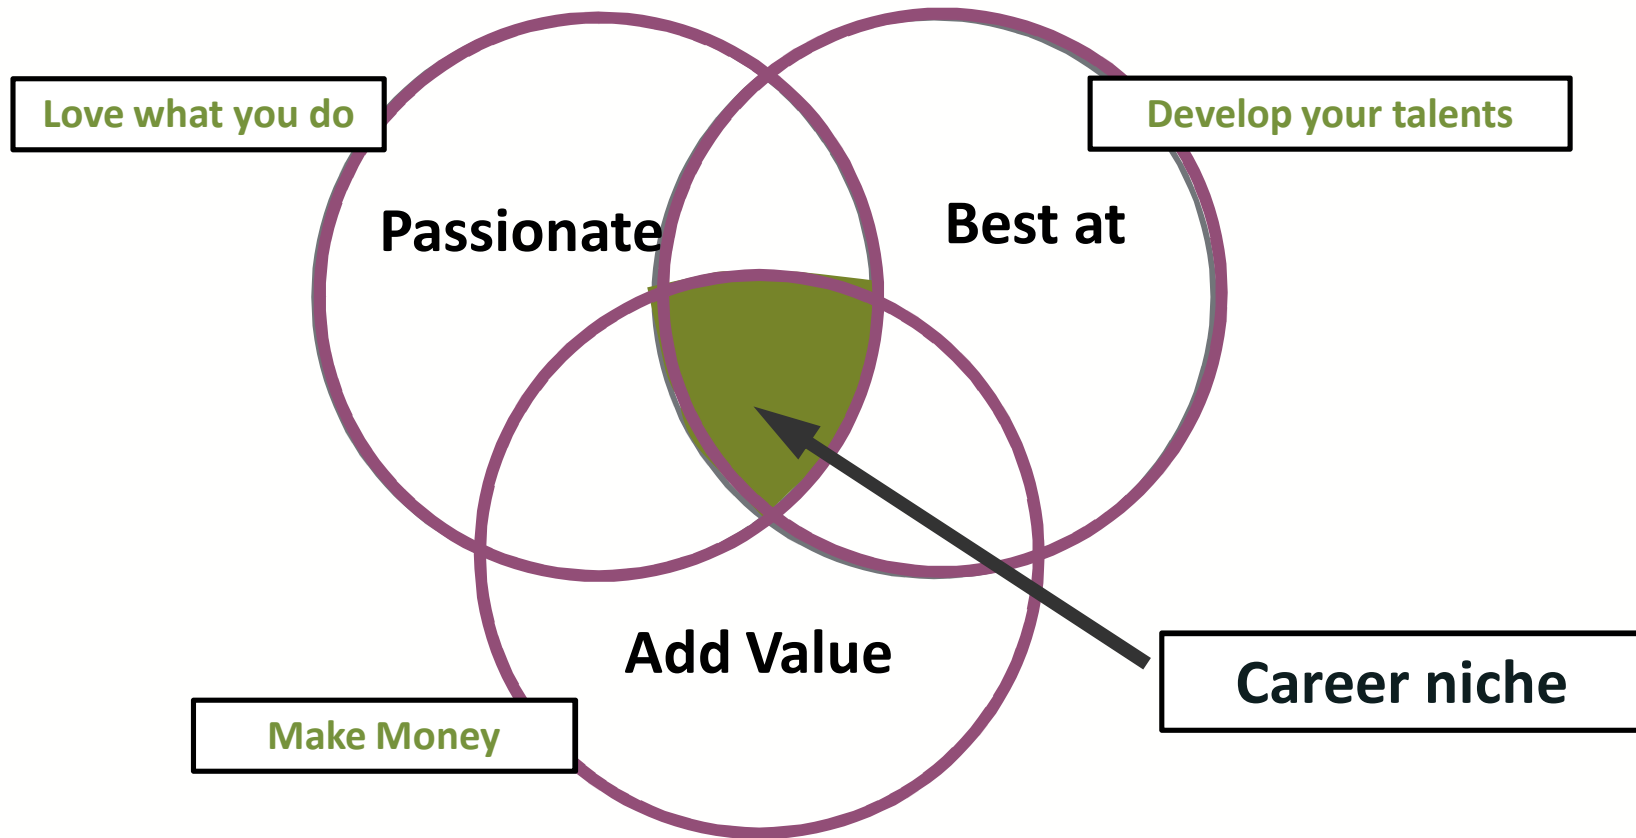 Love what you do
Develop your talents
Passionate
Best at
Add Value
Career niche
Make Money